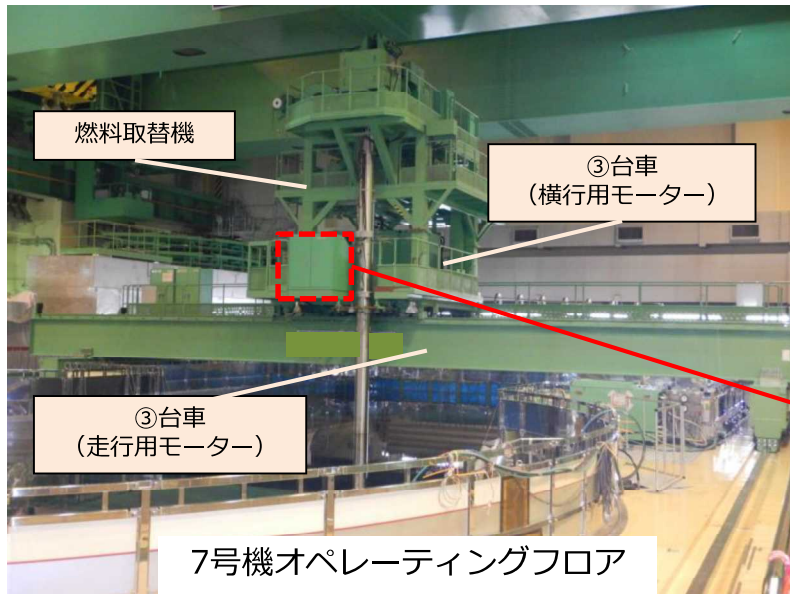 燃料取替機
③台車
（横行用モーター）
③台車
（走行用モーター）
7号機オペレーティングフロア